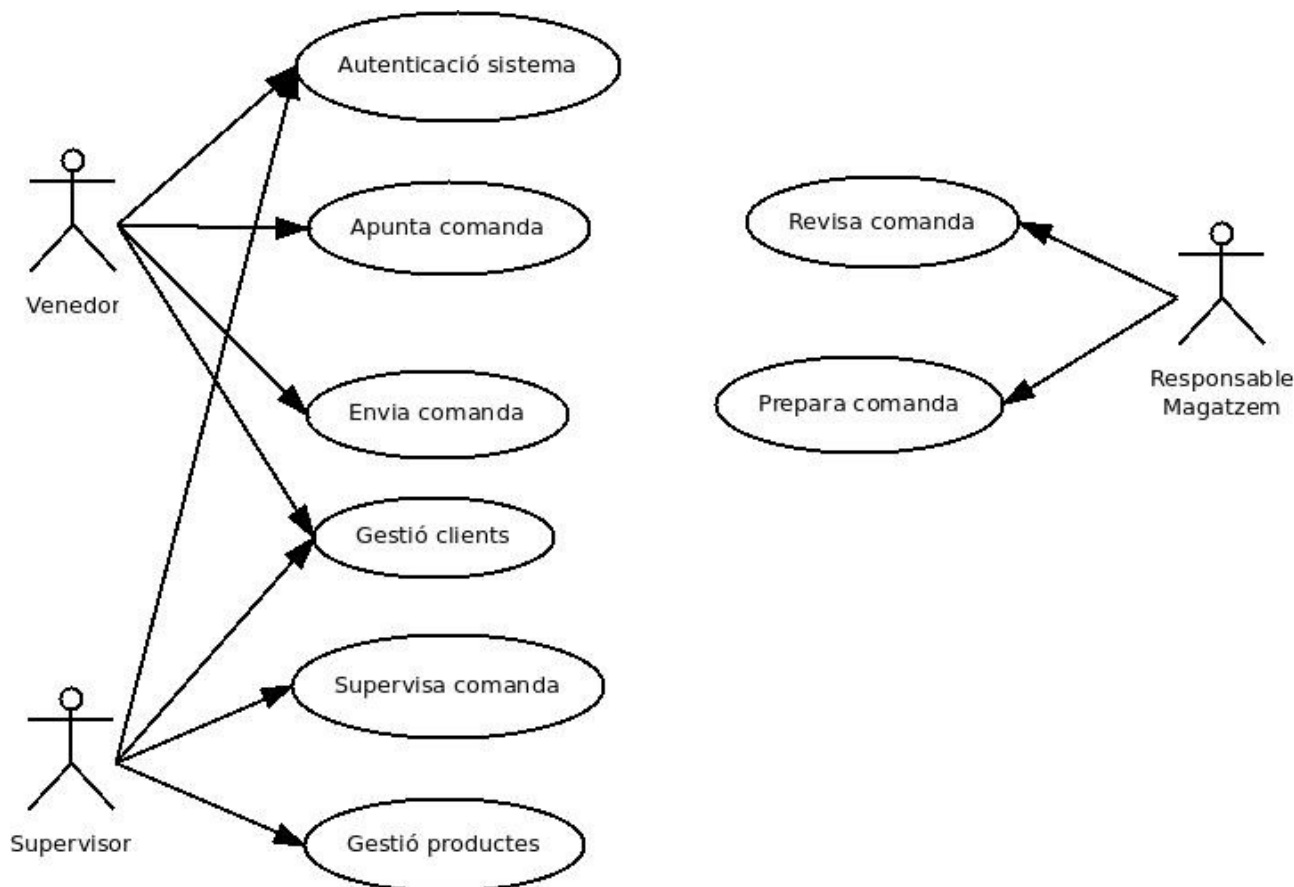 Autenticació sistema
Apunta comanda
Revisa comanda
Venedor
Envia comanda
Prepara comanda
Responsable
Magatzem
Gestió clients
Supervisa comanda
Supervisor
Gestió productes